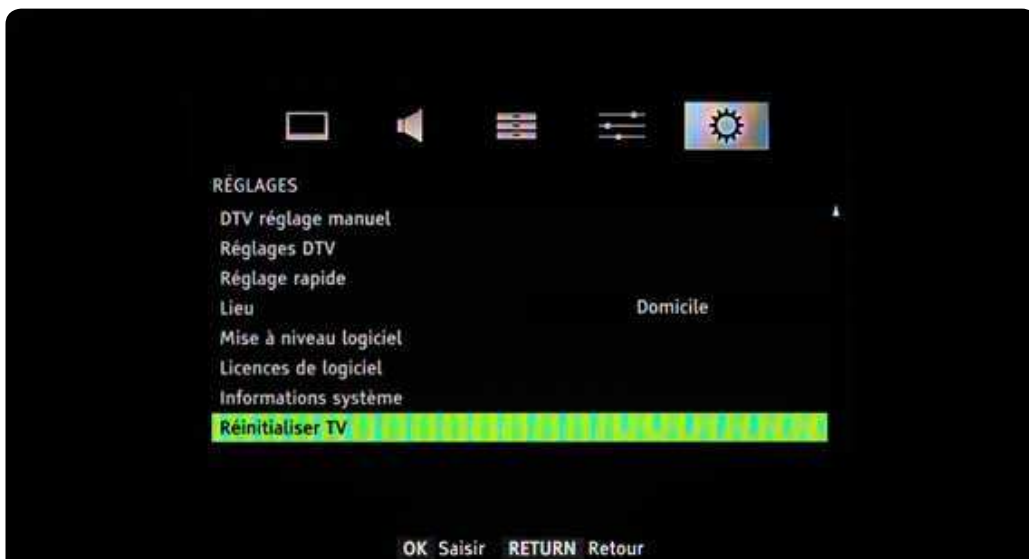 RÉGLAGES
DTV réglage manuel
Réglages DTV
Réglage rapide
Lieu Domicile
Mise à niveau logiciel
Licences de logiciel
Informations système
Réinitialiser TV
OK Saisir RETURN Retour